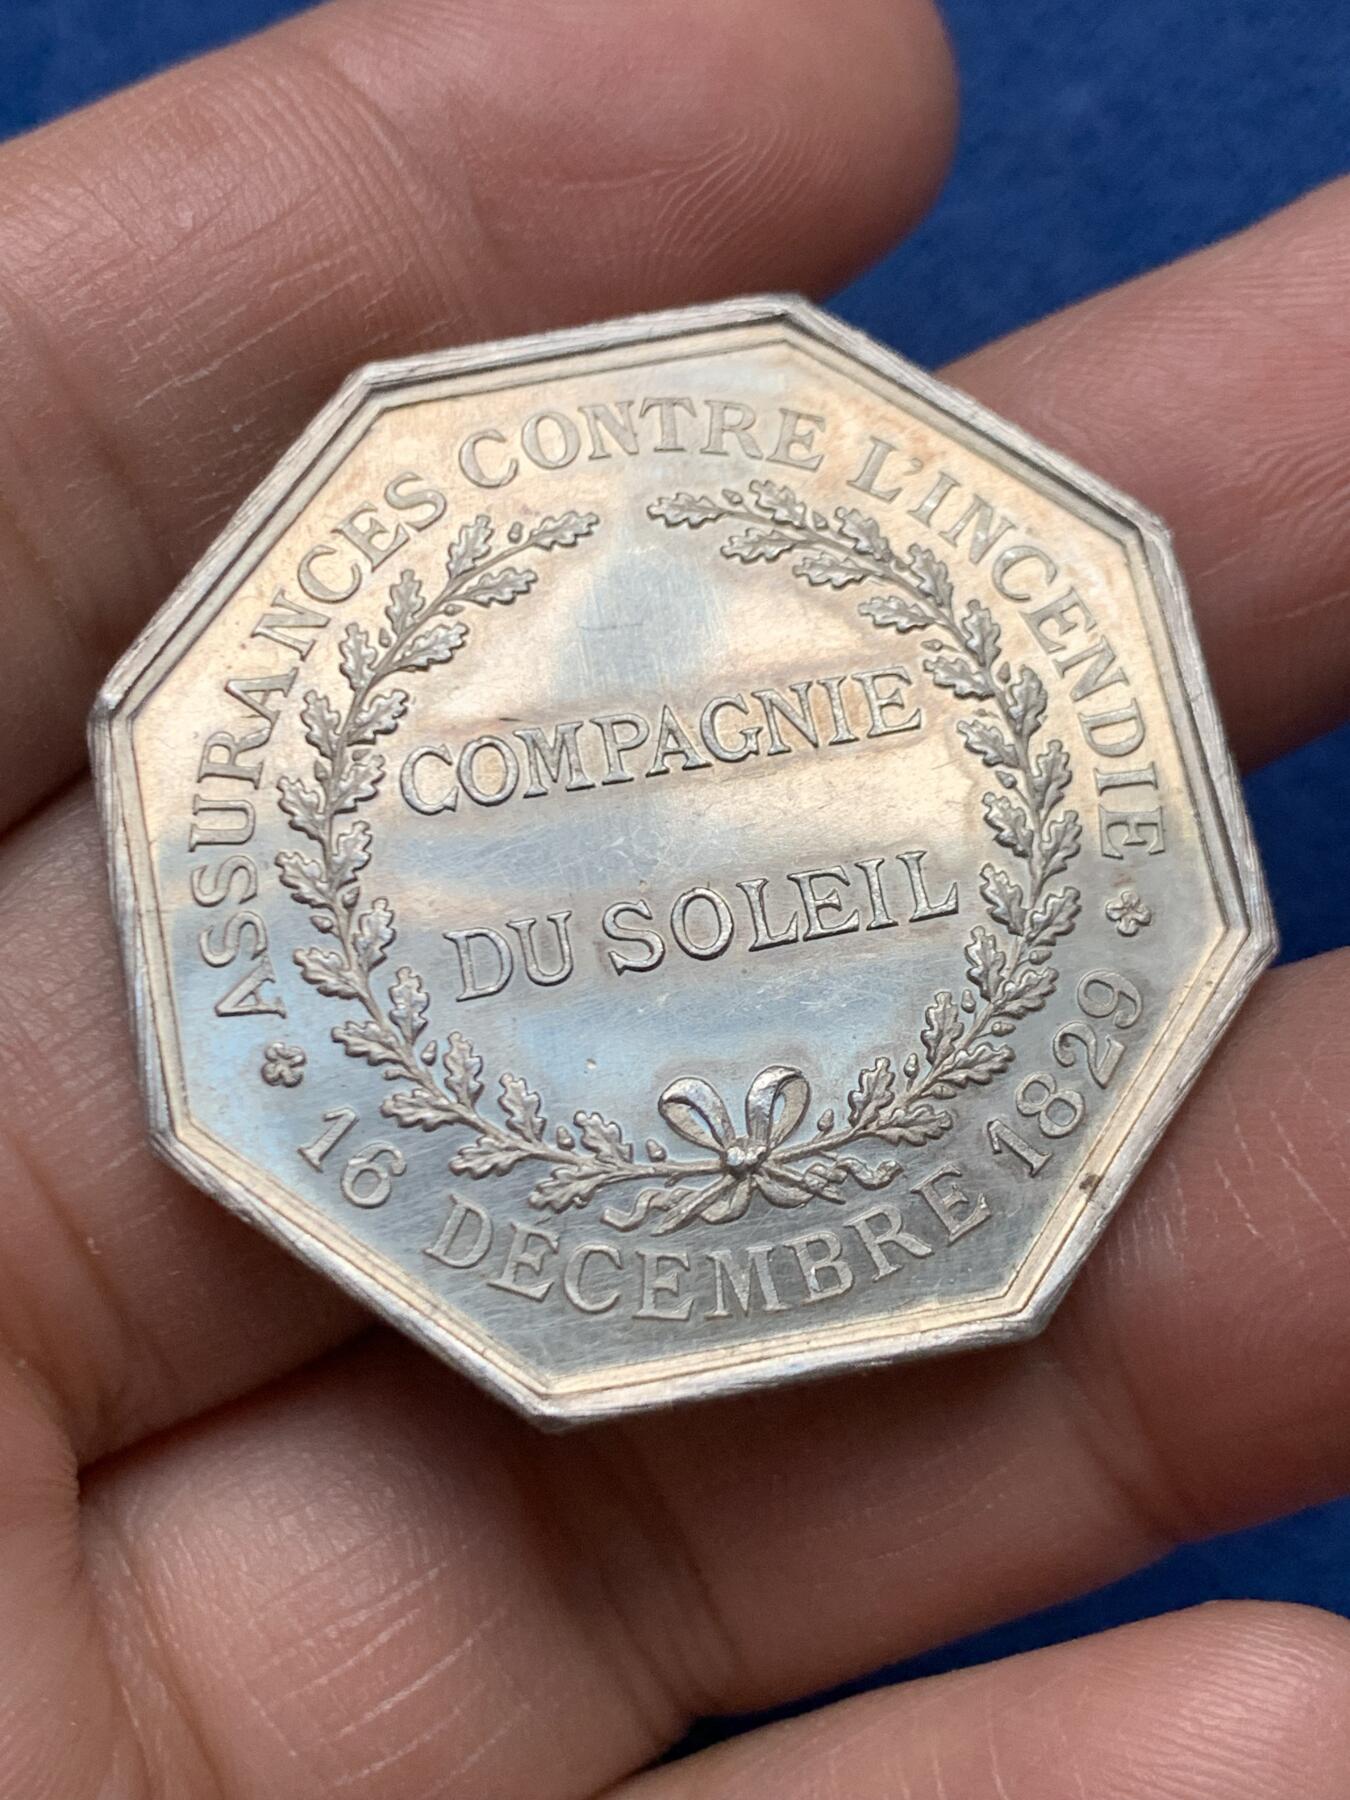 ASSURANCES CONTRE L'INCENDIE
COMPAGNIE
DU SOLEIL
16 DÉCEMBRE 1829